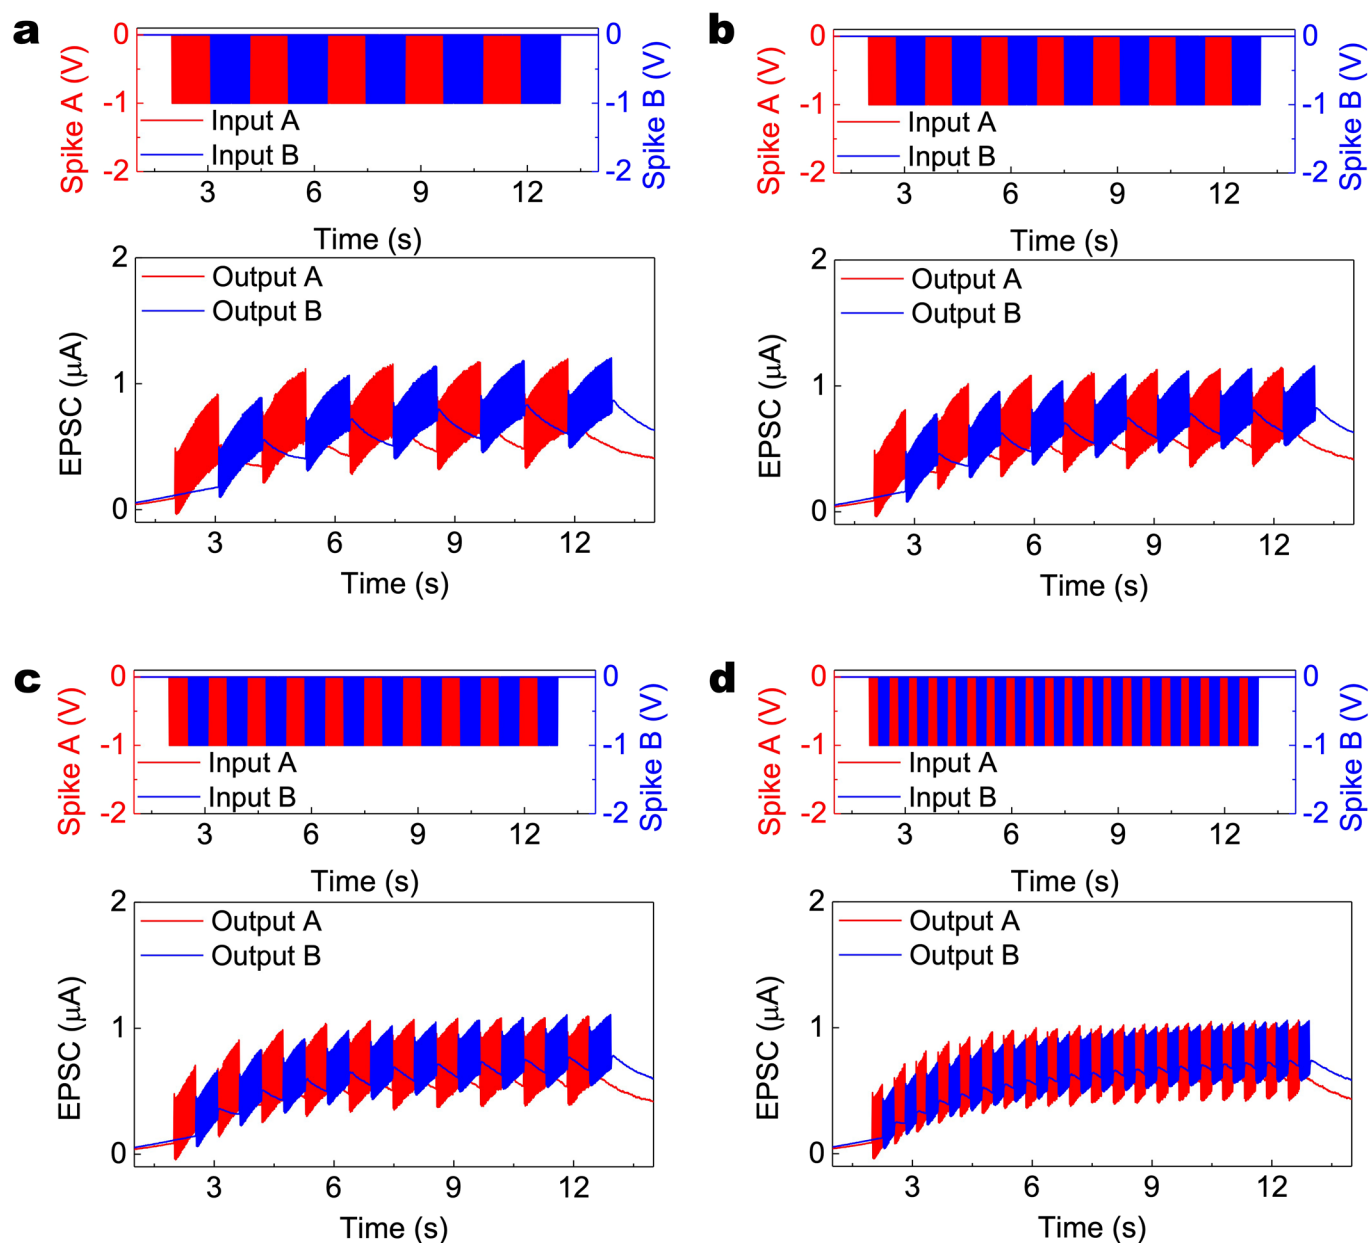 a
0
-1
-2
Spike A (V)
0
-1
-2
Spike B (V)
Input A
Input B
3 6 9 12
Time (s)
2
1
0
EPSC (μA)
Output A
Output B
3 6 9 12
Time (s)
b
0
-1
-2
Spike A (V)
0
-1
-2
Spike B (V)
Input A
Input B
3 6 9 12
Time (s)
2
1
0
EPSC (μA)
Output A
Output B
3 6 9 12
Time (s)
c
0
-1
-2
Spike A (V)
0
-1
-2
Spike B (V)
Input A
Input B
3 6 9 12
Time (s)
2
1
0
EPSC (μA)
Output A
Output B
3 6 9 12
Time (s)
d
0
-1
-2
Spike A (V)
0
-1
-2
Spike B (V)
Input A
Input B
3 6 9 12
Time (s)
2
1
0
EPSC (μA)
Output A
Output B
3 6 9 12
Time (s)